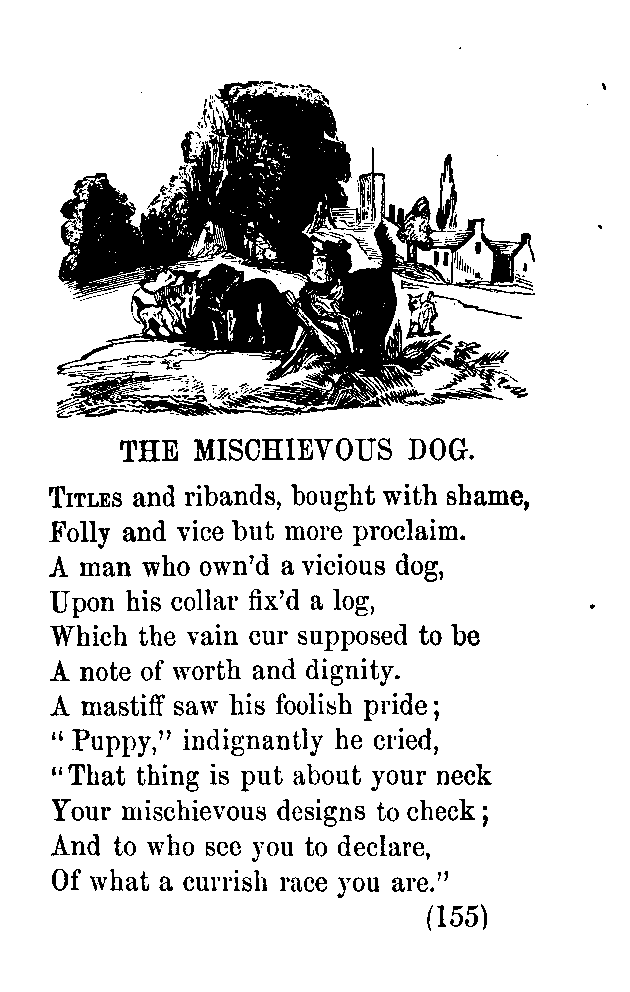 THE MISCHIEVOUS DOG.
TITLES and ribands, bought with shame,
Folly and vice but more proclaim.
A man who own'd a vicious dog,
Upon his collar fix'd a log,
Which the vain cur supposed to be
A note of worth and dignity.
A mastiff saw his foolish pride;
"Puppy," indignantly he cried,
"That thing is put about your neck
Your mischievous designs to check;
And to who see you to declare,
Of what a currish race you are."
(155)